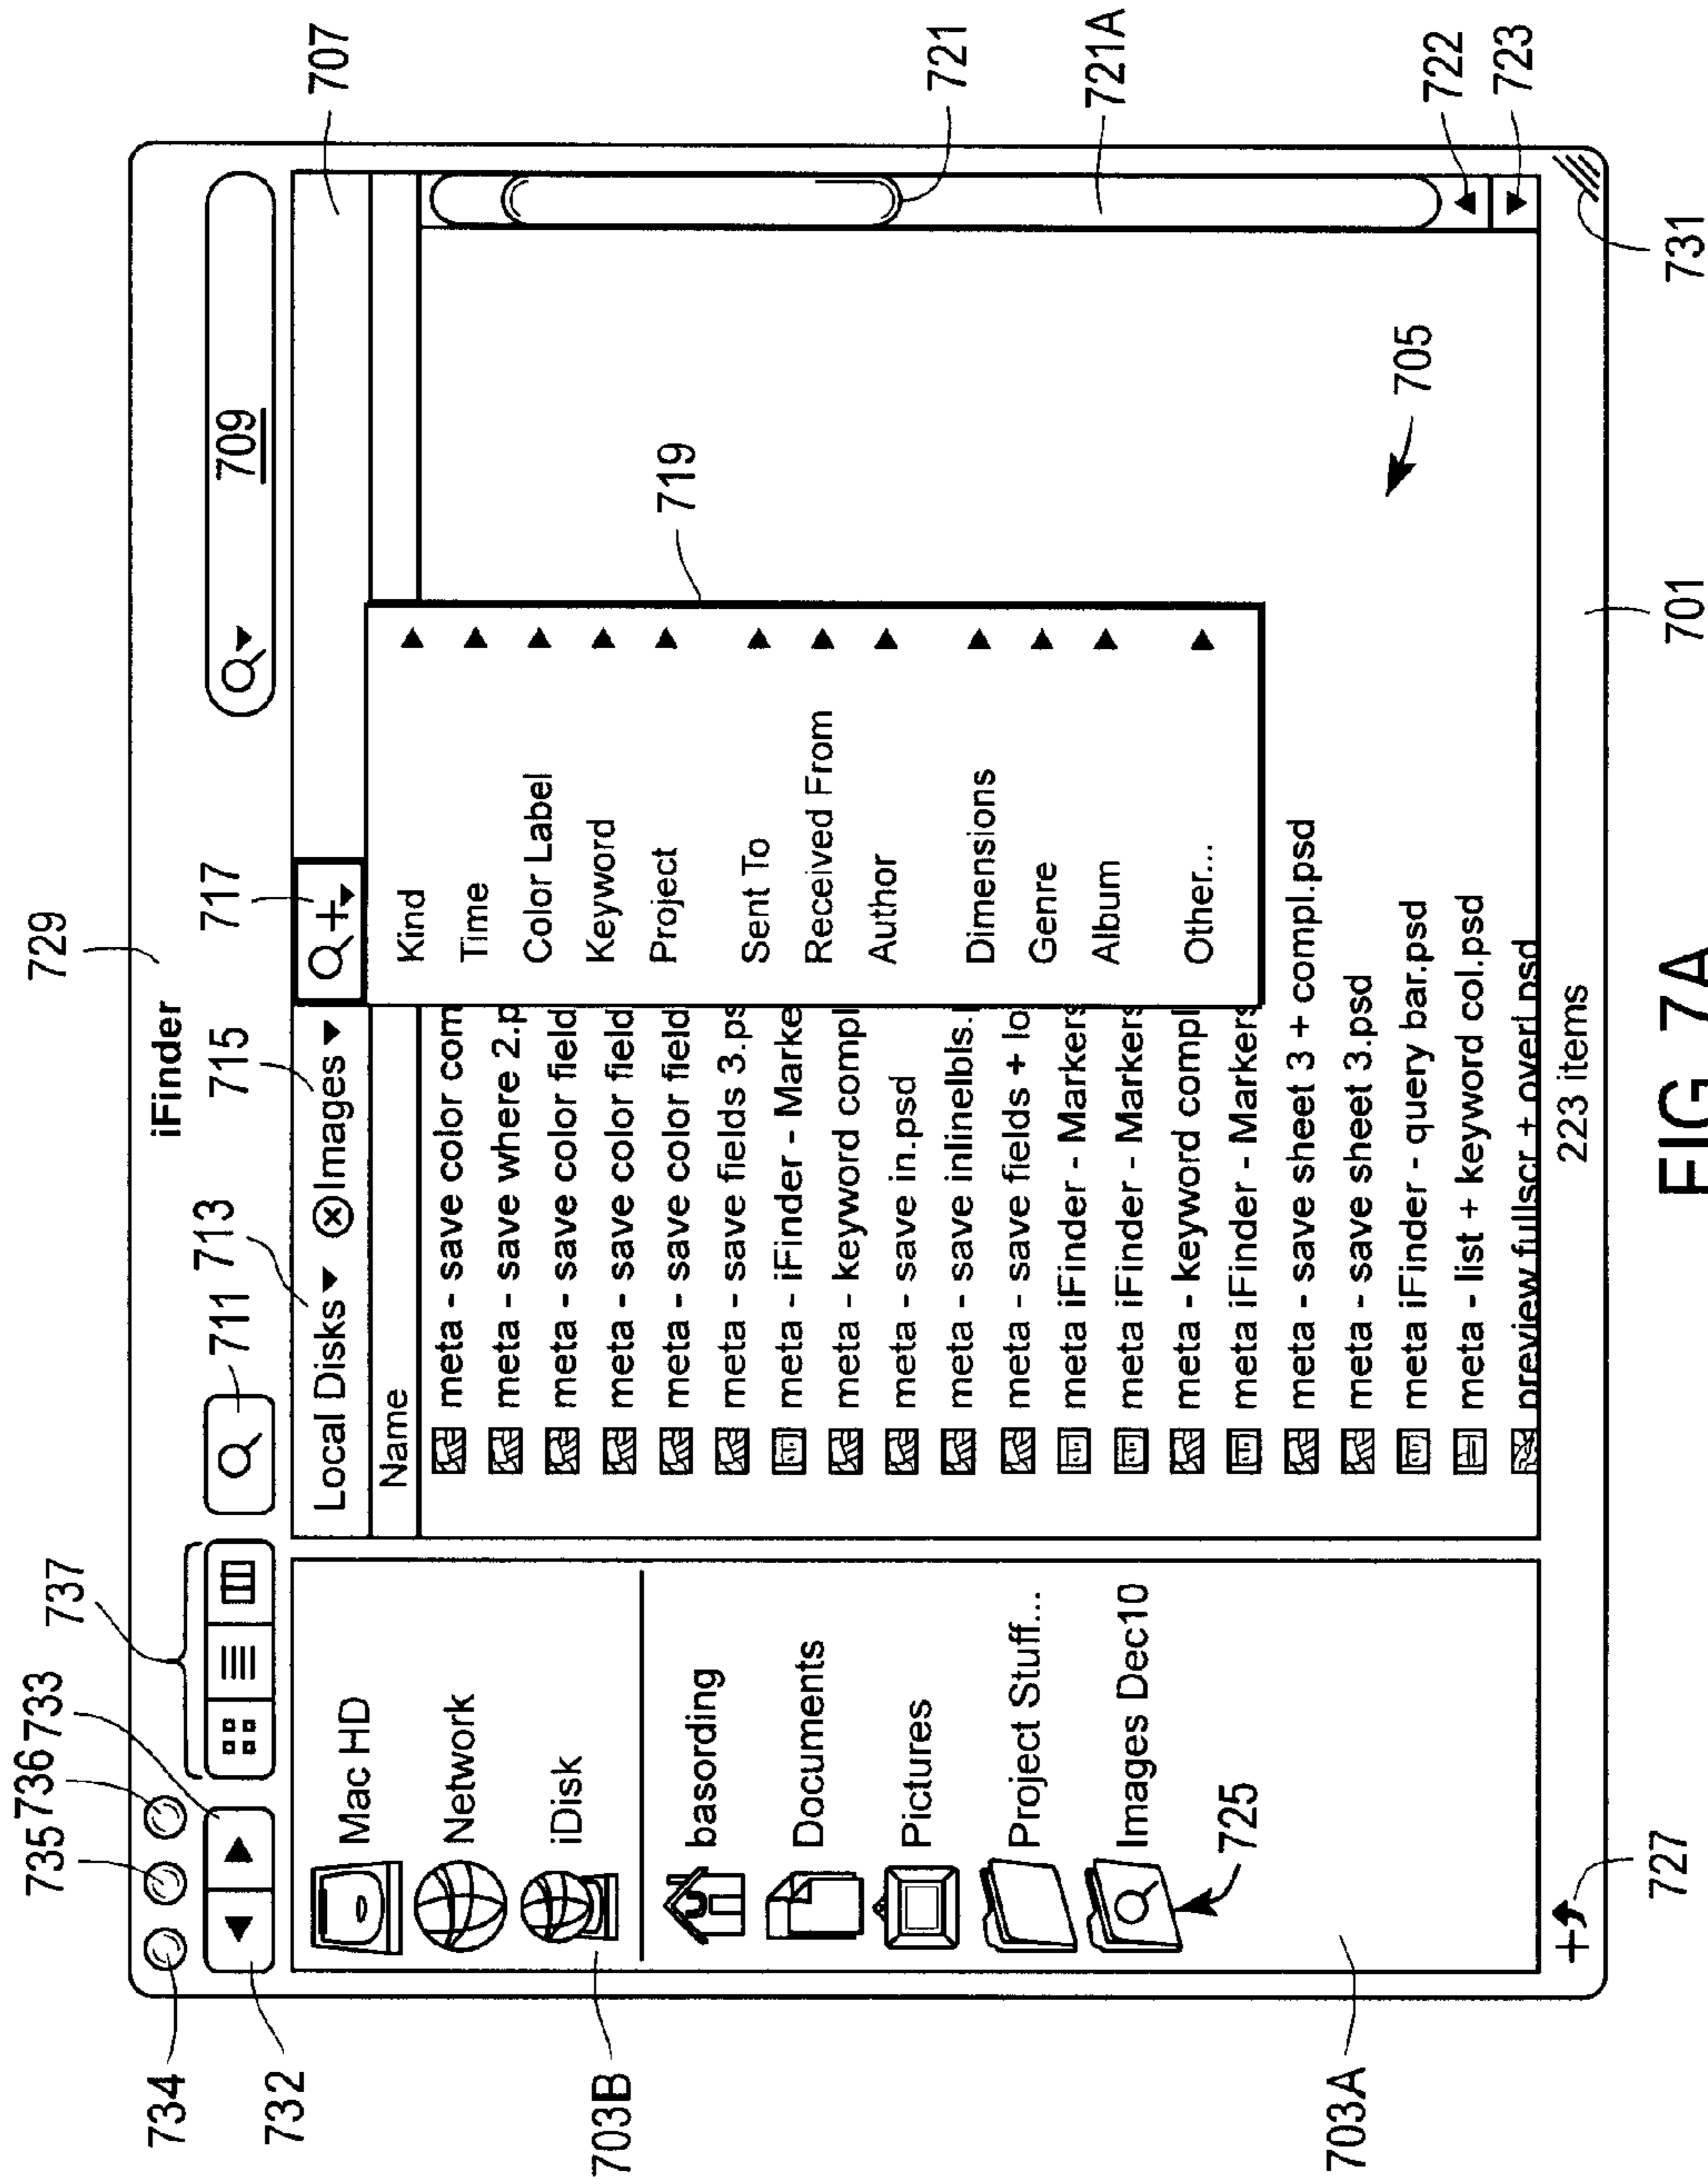 729
734 735 736 733 737 711 713 715 717
iFinder
732
709
707
Local Disks Images
Name
Mac HD
Network
iDisk
703B
basording
Documents
Pictures
Project Stuff...
Images Dec10
725
703A
meta - save color com
meta - save where 2.p
meta - save color field
meta - save color field
meta - save color field
meta - save fields 3.ps
meta - iFinder - Marke
meta - keyword compl
meta - save in.psd
meta - save inlinelbls.
meta - save fields + lo
meta iFinder - Markers
meta iFinder - Markers
meta - keyword compl
meta iFinder - Markers
meta - save sheet 3 + compl.psd
meta - save sheet 3.psd
meta iFinder - query bar.psd
meta - list + keyword col.psd
preview fullscr + overl.psd
Kind
Time
Color Label
Keyword
Project
Sent To
Received From
Author
Dimensions
Genre
Album
Other...
719
705
721
721A
722
723
+
223 items
727
701
731
FIG. 7A